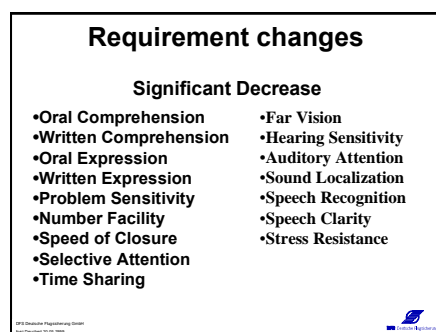 Requirement changes
Significant Decrease
•Oral Comprehension
•Written Comprehension
•Oral Expression
•Written Expression
•Problem Sensitivity
•Number Facility
•Speed of Closure
•Selective Attention
•Time Sharing
•Far Vision
•Hearing Sensitivity
•Auditory Attention
•Sound Localization
•Speech Recognition
•Speech Clarity
•Stress Resistance
DFS Deutsche Flugsicherung GmbH
Deutsche Flugsicherung